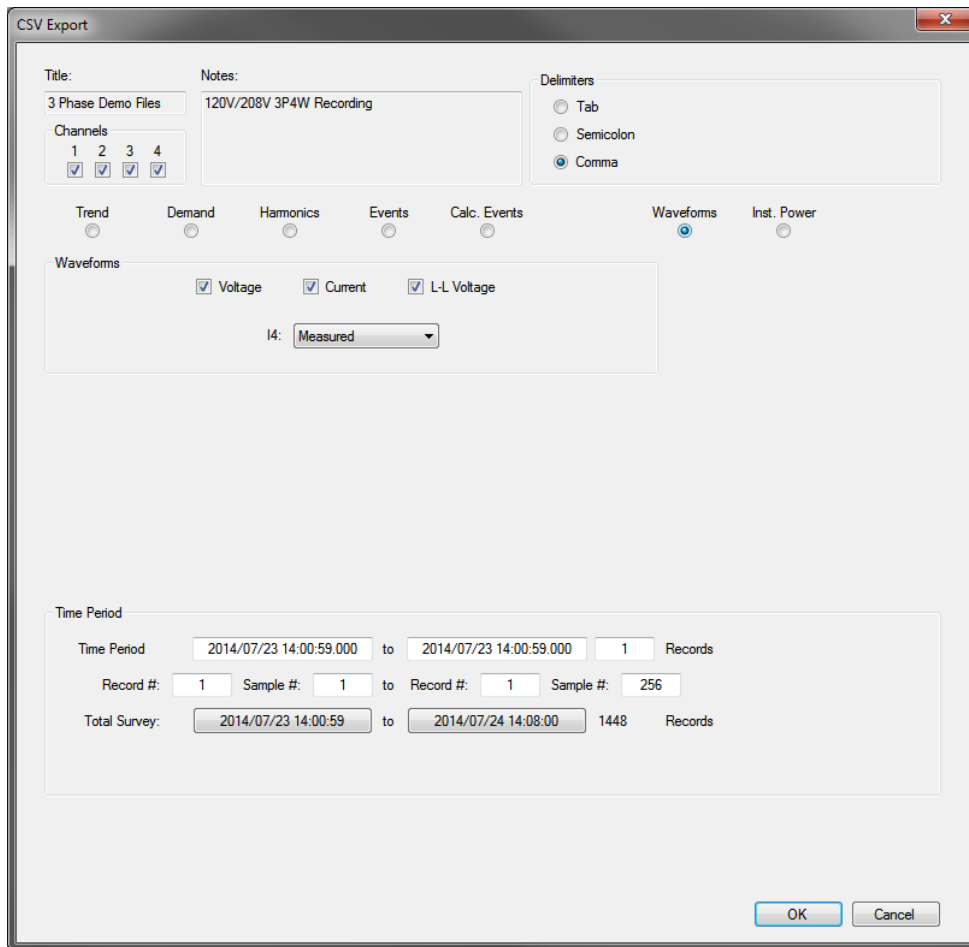 CSV Export
Title:
Notes:
3 Phase Demo Files
120V/208V 3P4W Recording
Delimiters
Tab
Semicolon
Comma
Channels
1 2 3 4
Trend Demand Harmonics Events Calc. Events Waveforms Inst. Power
Waveforms
Voltage Current L-L Voltage
I4: Measured
Time Period
Time Period 2014/07/23 14:00:59.000 to 2014/07/23 14:00:59.000 1 Records
Record #: 1 Sample #: 1 to Record #: 1 Sample #: 256
Total Survey: 2014/07/23 14:00:59 to 2014/07/24 14:08:00 1448 Records
OK Cancel